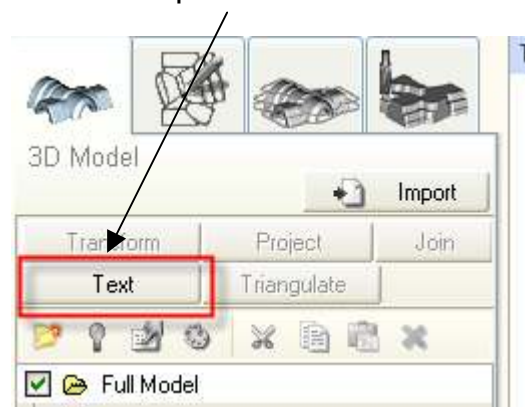 3D Model
Import
Transform Project Join
Text Triangulate
Full Model